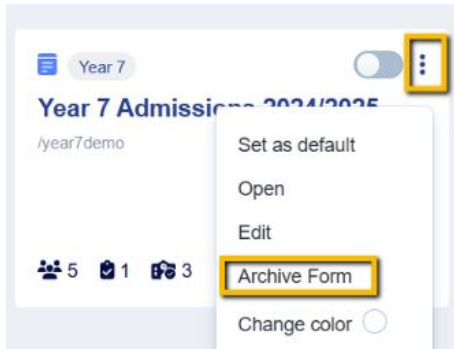 Year 7
Year 7 Admissions 2024/2025
/year7demo
Set as default
Open
Edit
5 1 3
Archive Form
Change color